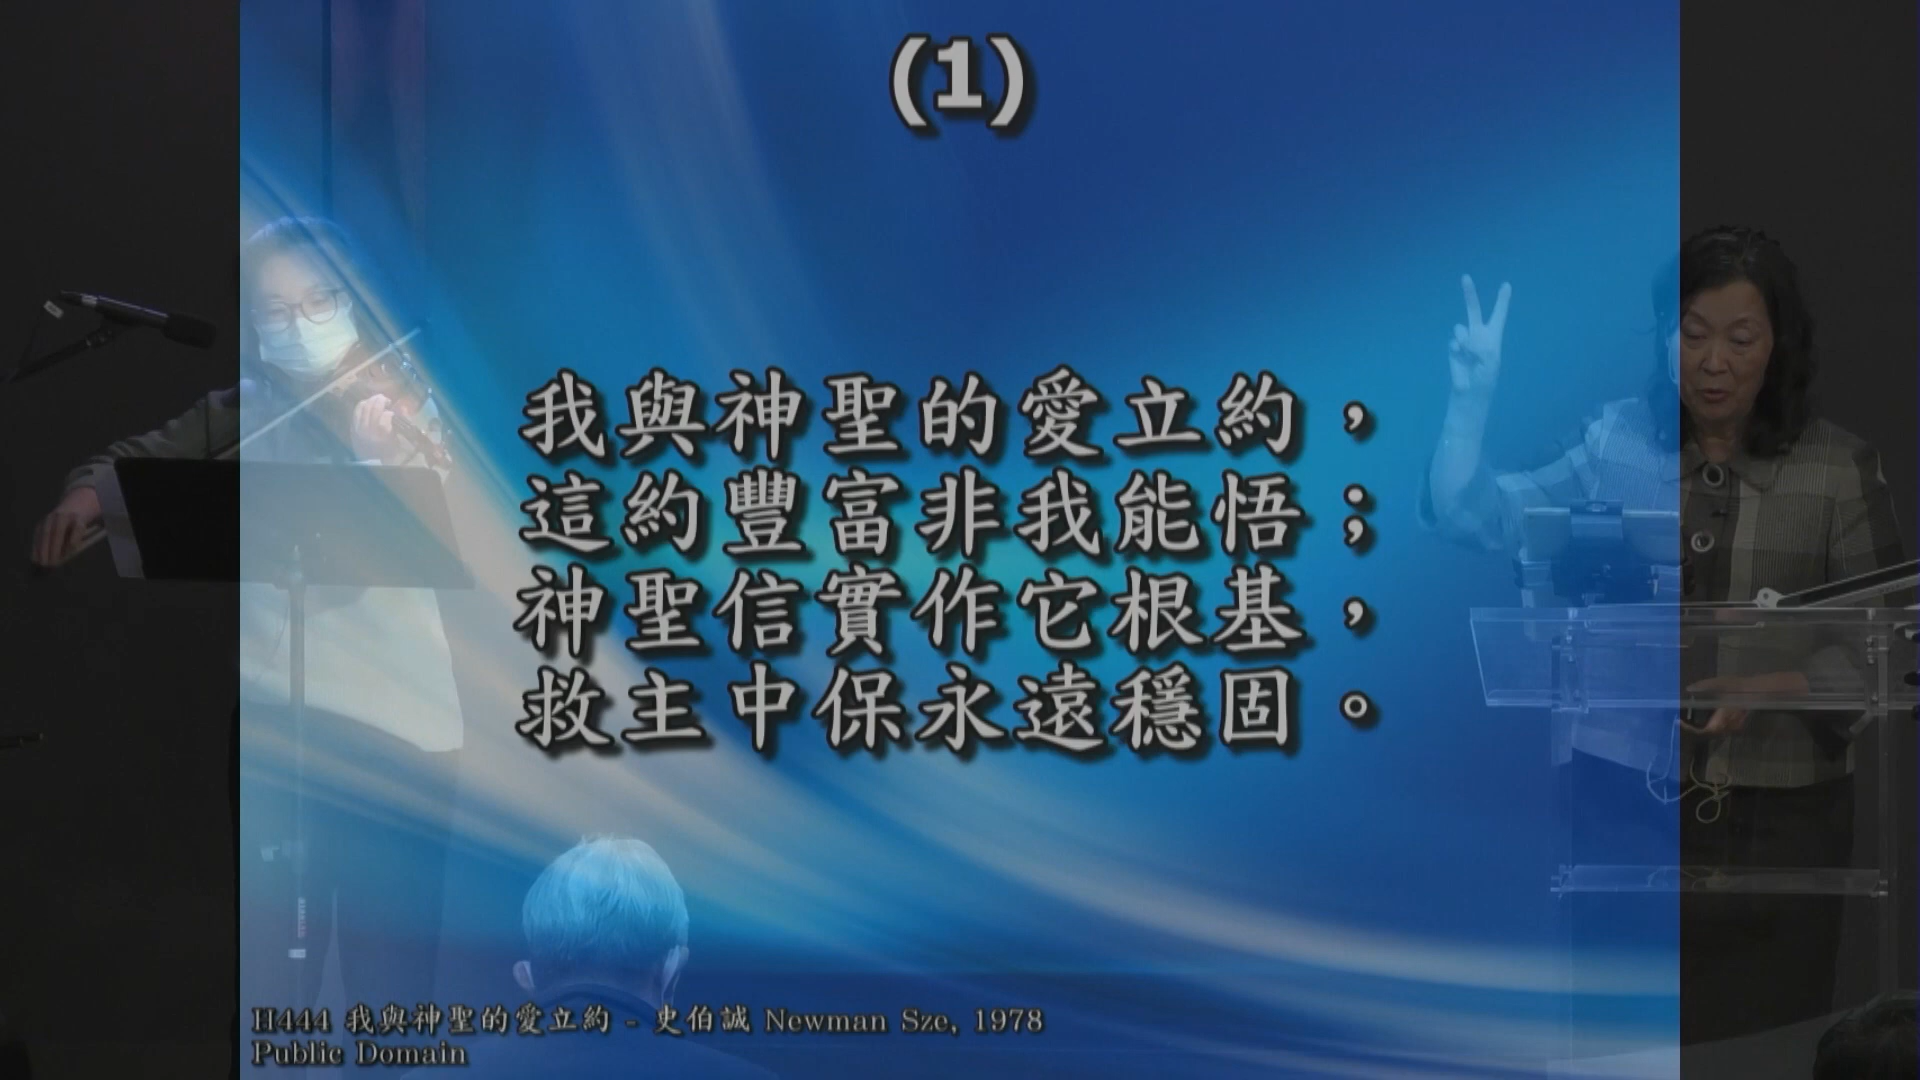 (1)
我與神聖的愛立約，
這約豐富非我能悟；
神聖信實作它根基，
救主中保永遠穩固。
H444 我與神聖的愛立約 - 史伯誠 Newman Sze, 1978
Public Domain